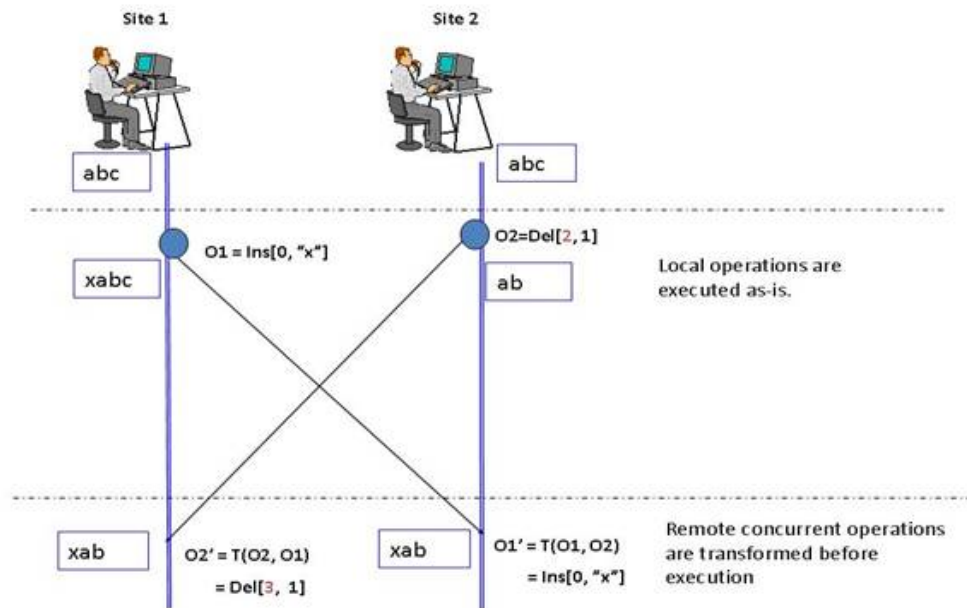 Site 1
Site 2
abc
abc
O1 = Ins[0, “x“]
O2=Del[2, 1]
xabc
ab
Local operations are
executed as-is.
xab
O2’ = T(O2, O1)
= Del[3, 1]
xab
O1’ = T(O1, O2)
= Ins[0, “x”]
Remote concurrent operations
are transformed before
execution